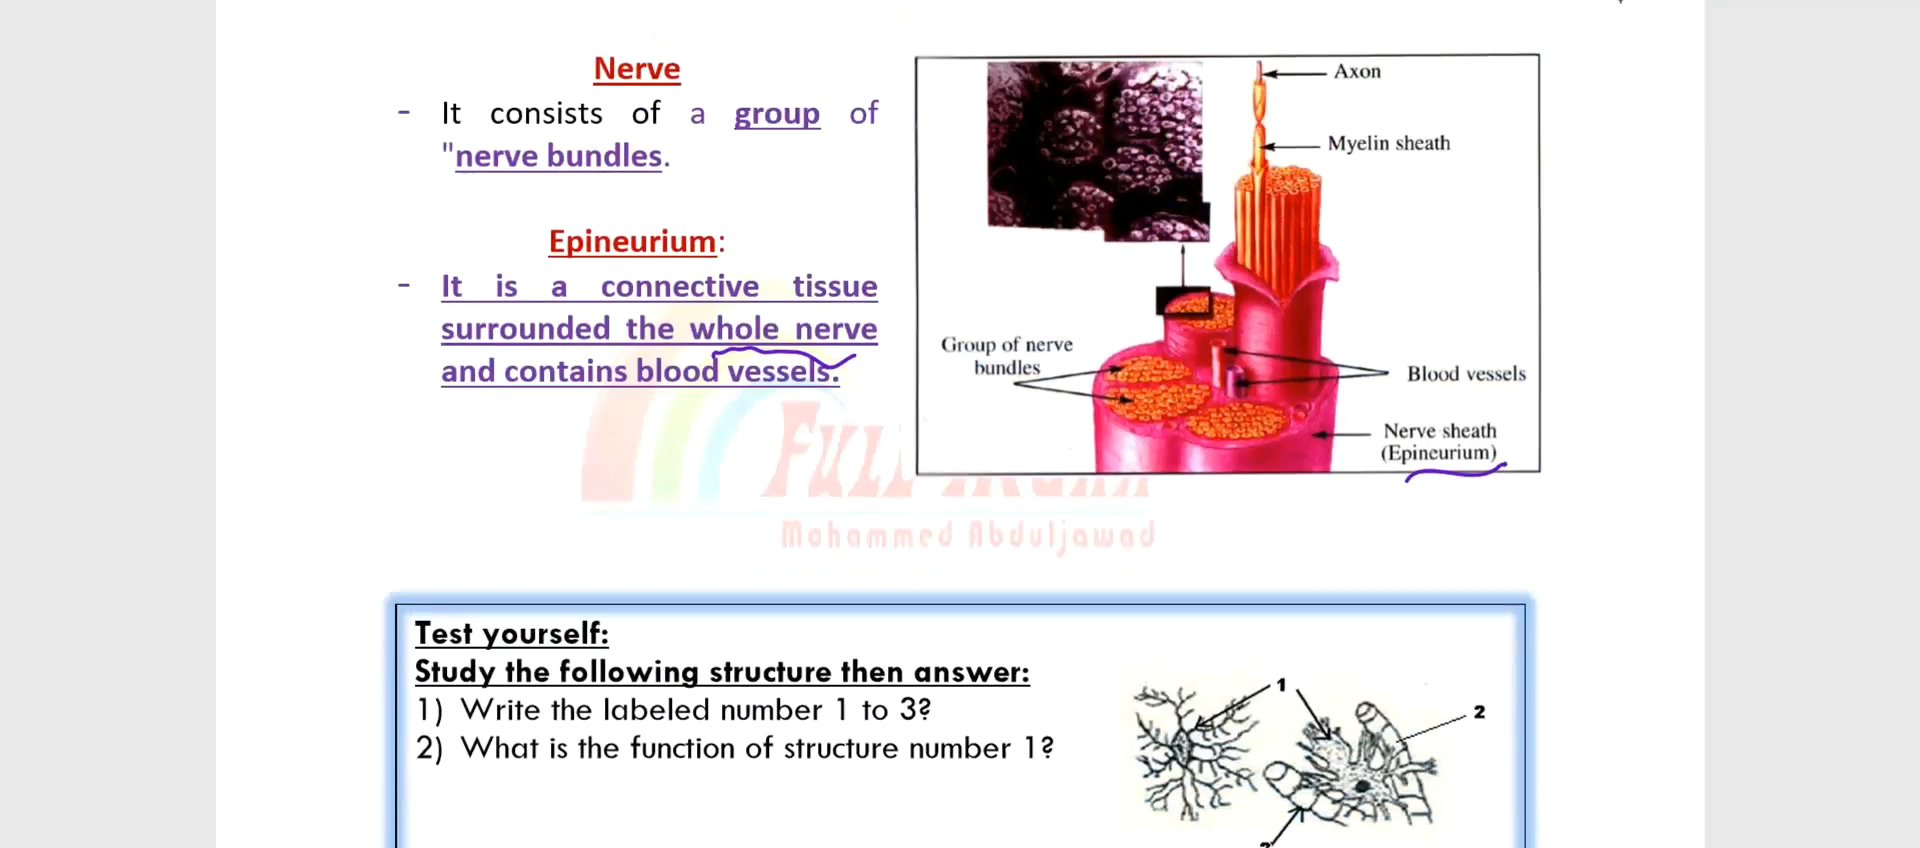 Nerve
- It consists of a group of
"nerve bundles.
Epineurium:
- It is a connective tissue
surrounded the whole nerve
and contains blood vessels.
Axon
Myelin sheath
Group of nerve
bundles
Blood vessels
Nerve sheath
(Epineurium)
Mohammed Abduljawad
Test yourself:
Study the following structure then answer:
1) Write the labeled number 1 to 3?
2) What is the function of structure number 1?
1
2